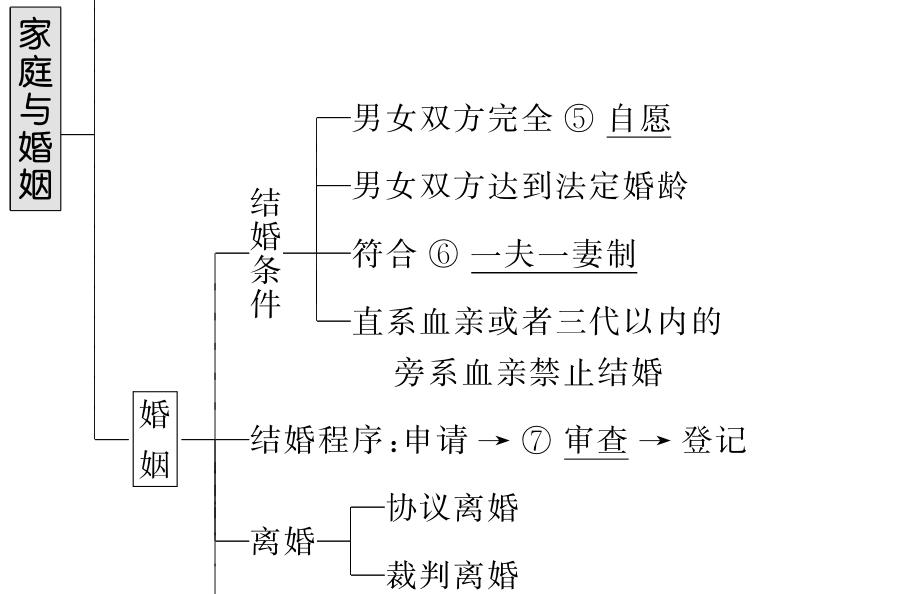 家庭与婚姻
男女双方完全 ⑤ 自愿
男女双方达到法定婚龄
结婚条件
符合 ⑥ 一夫一妻制
直系血亲或者三代以内的
旁系血亲禁止结婚
婚姻
结婚程序:申请 → ⑦ 审查 → 登记
离婚
协议离婚
裁判离婚